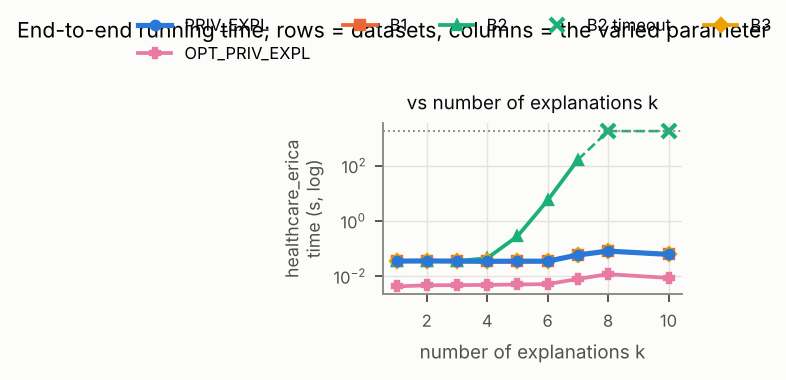 End-to-end running time; rows = datasets, columns = the varied parameter
PRIV_EXPL B1 B2 B2 timeout B3
OPT_PRIV_EXPL
vs number of explanations k
healthcare_erica
time (s, log)
10²
10⁰
10⁻²
2 4 6 8 10
number of explanations k